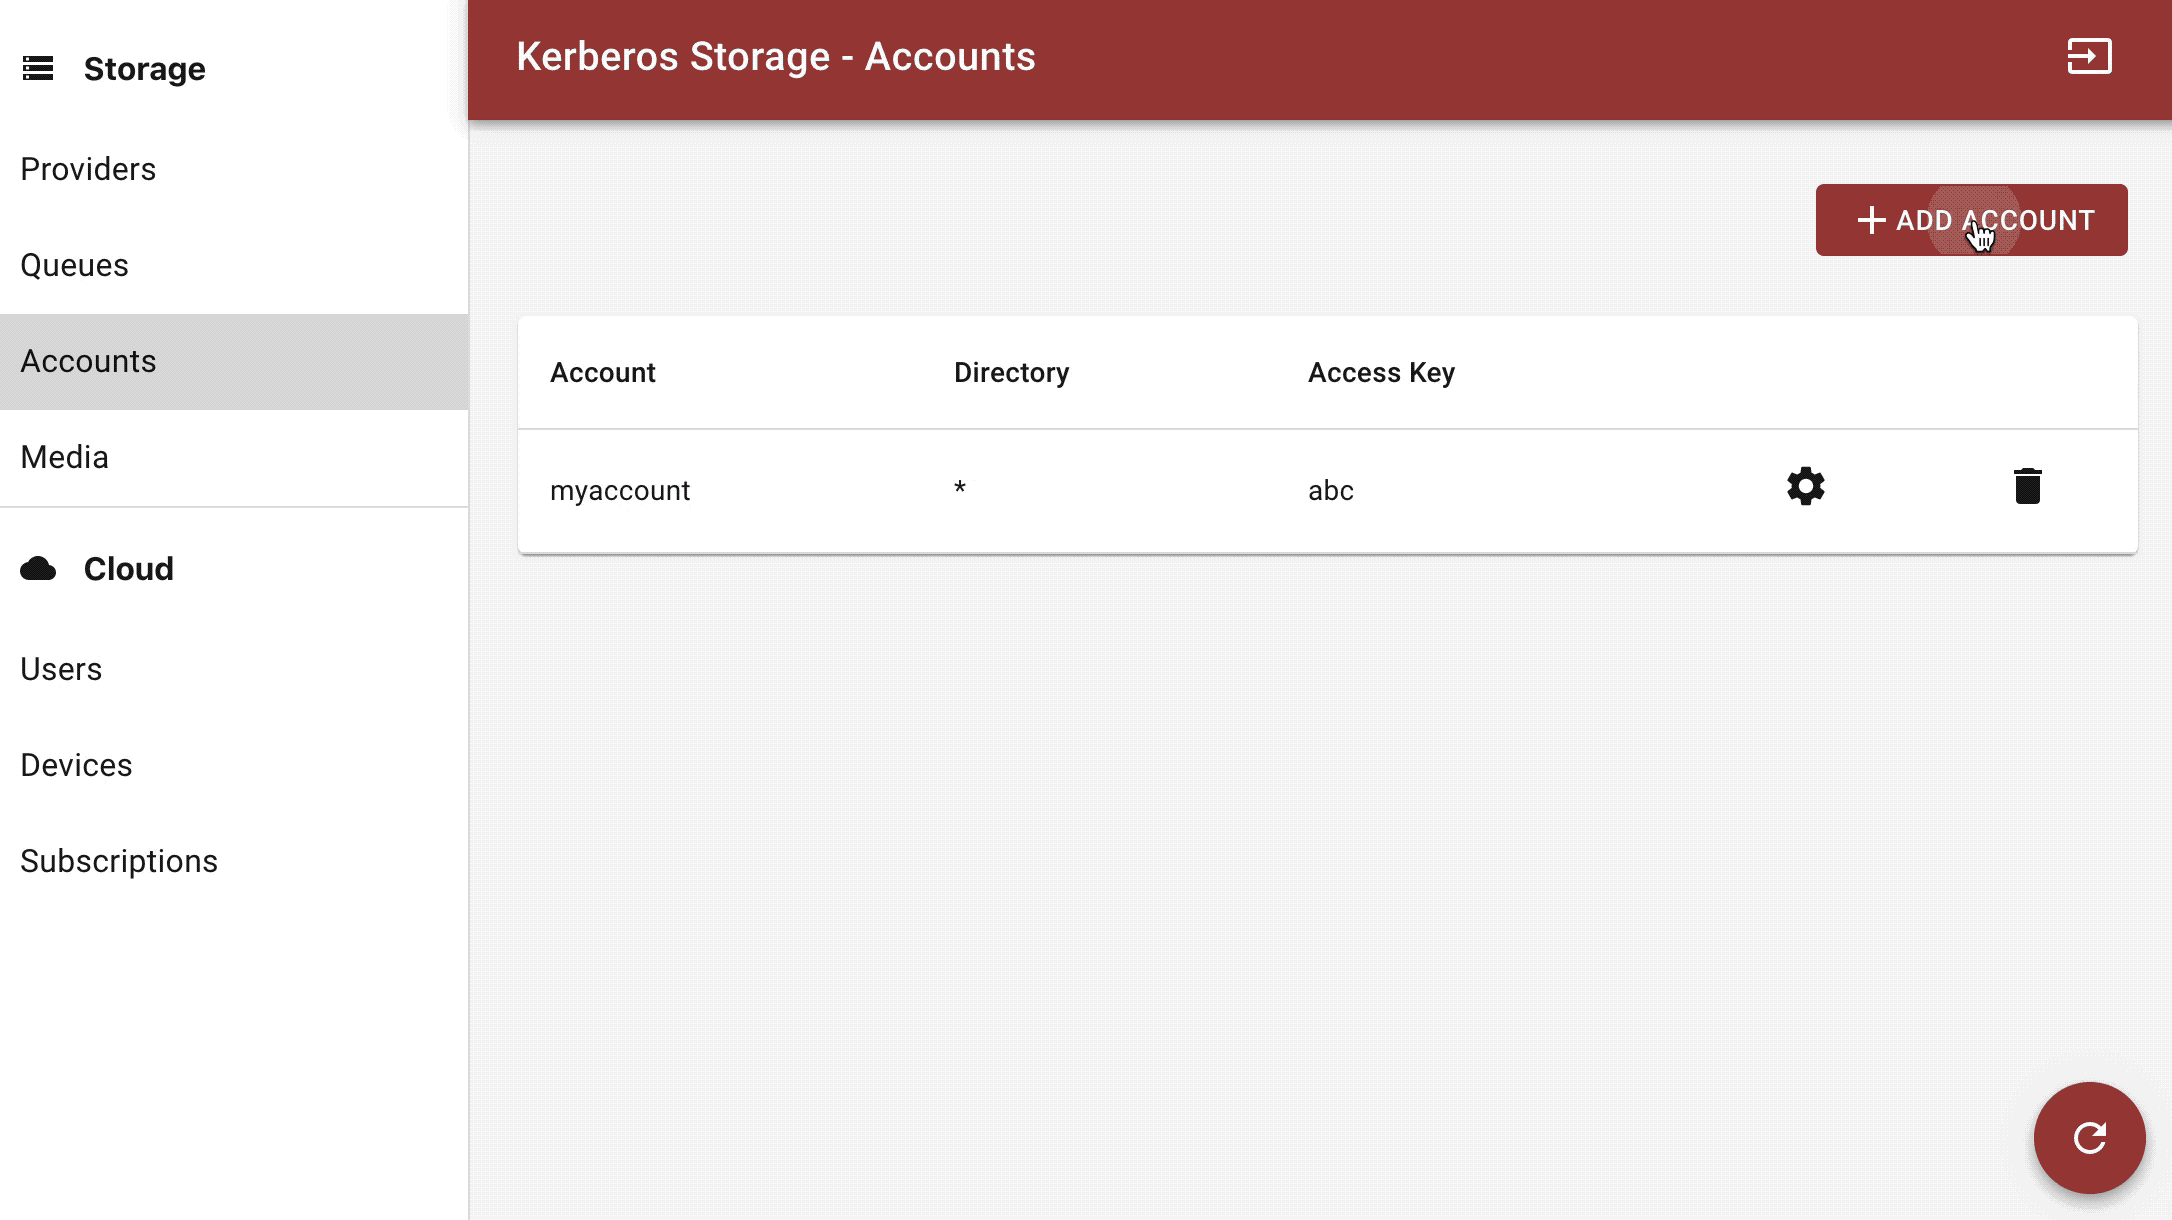 Storage
Providers
Queues
Accounts
Media
Cloud
Users
Devices
Subscriptions
Kerberos Storage - Accounts
ADD ACCOUNT
Account Directory Access Key
myaccount * abc